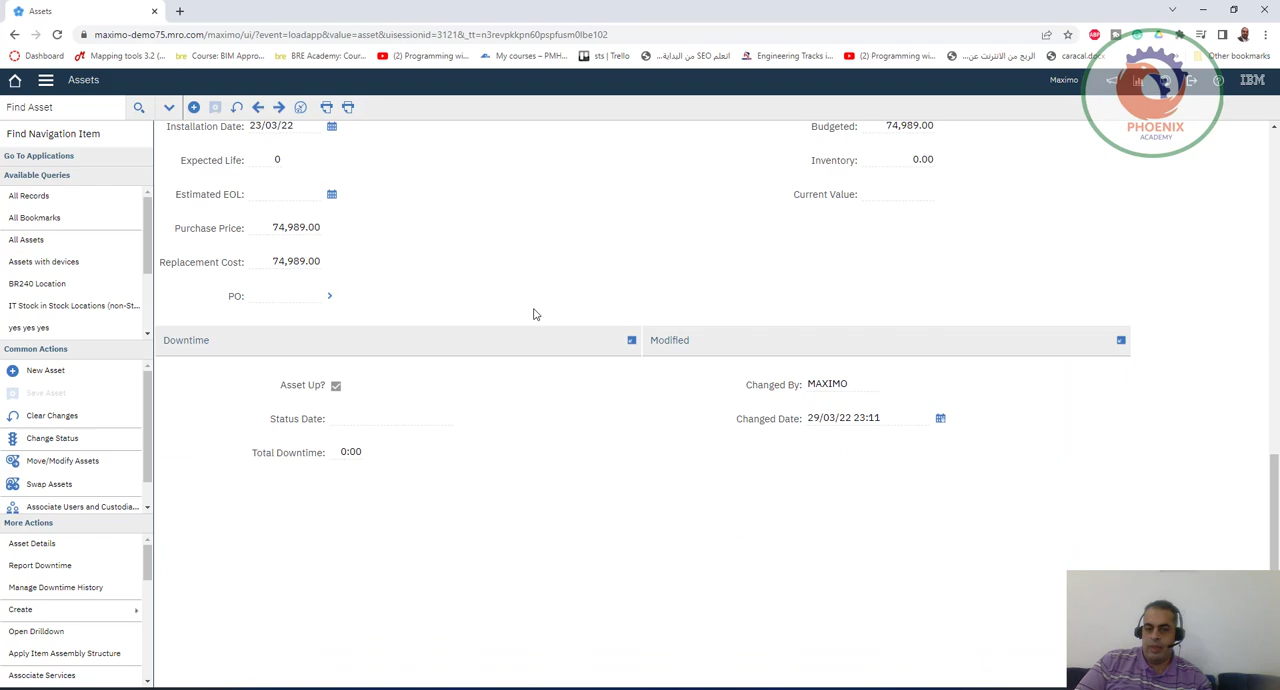 Assets
maximo-demo75.mro.com/maximo/ui/?event=loadapp&value=asset&uisessionid=3121&_tt=n3revpkkpn60pspfusm0lbe102
Dashboard
Mapping tools 3.2 (...
Course: BIM Appro...
BRE Academy: Cour...
(2) Programming wi...
My courses – PMH...
sts | Trello
اتعلم SEO من البداية...
Engineering Tracks i...
(2) Programming wi...
الربح من الانترنت عن...
caracal.docx
Other bookmarks
Assets
Maximo
IBM
PHOENIX
ACADEMY
Find Asset
Find Navigation Item
Go To Applications
Available Queries
All Records
All Bookmarks
All Assets
Assets with devices
BR240 Location
IT Stock in Stock Locations (non-St...
yes yes yes
Common Actions
New Asset
Save Asset
Clear Changes
Change Status
Move/Modify Assets
Swap Assets
Associate Users and Custodia...
More Actions
Asset Details
Report Downtime
Manage Downtime History
Create
Open Drilldown
Apply Item Assembly Structure
Associate Services
Installation Date: 23/03/22
Budgeted: 74,989.00
Expected Life: 0
Inventory: 0.00
Estimated EOL:
Current Value:
Purchase Price: 74,989.00
Replacement Cost: 74,989.00
PO:
Downtime
Modified
Asset Up?
Changed By: MAXIMO
Status Date:
Changed Date: 29/03/22 23:11
Total Downtime: 0:00